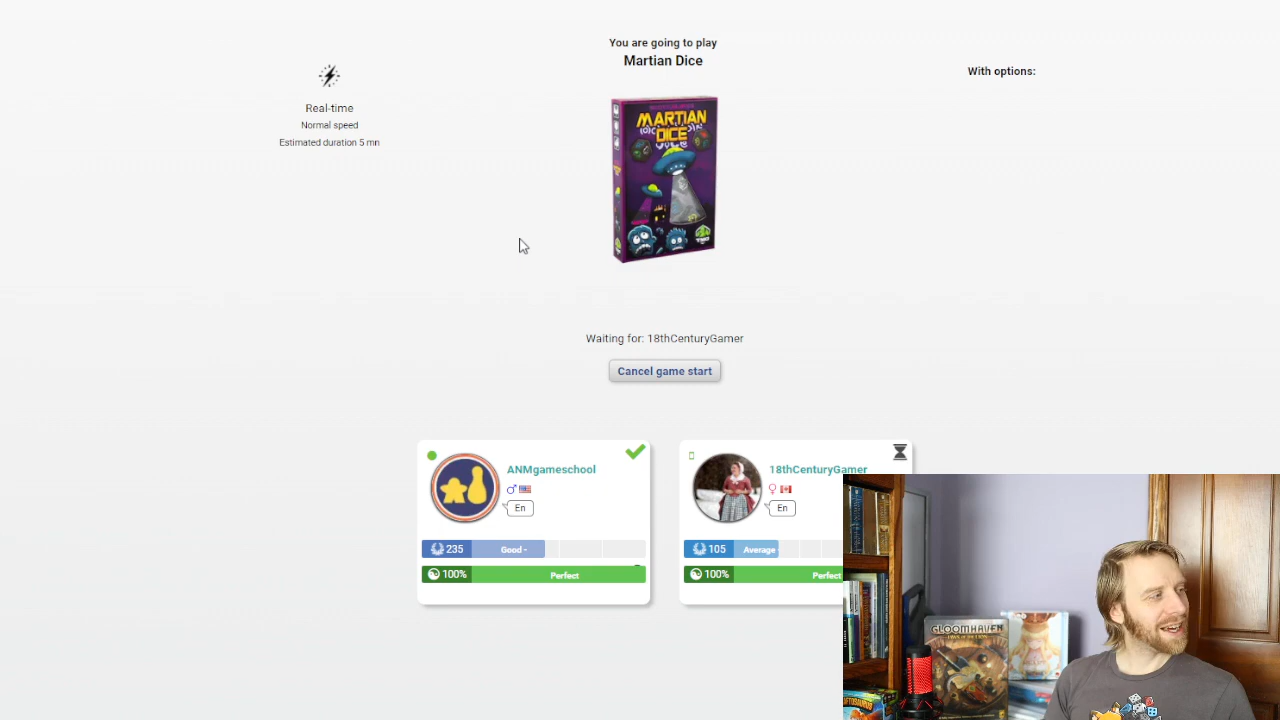 You are going to play
Martian Dice
With options:
Real-time
Normal speed
Estimated duration 5 mn
MARTIAN
DICE
Waiting for: 18thCenturyGamer
Cancel game start
ANMgameschool
En
235
Good -
100%
Perfect
18thCenturyGamer
En
105
Average
100%
Perfect
GLOOMHAVEN